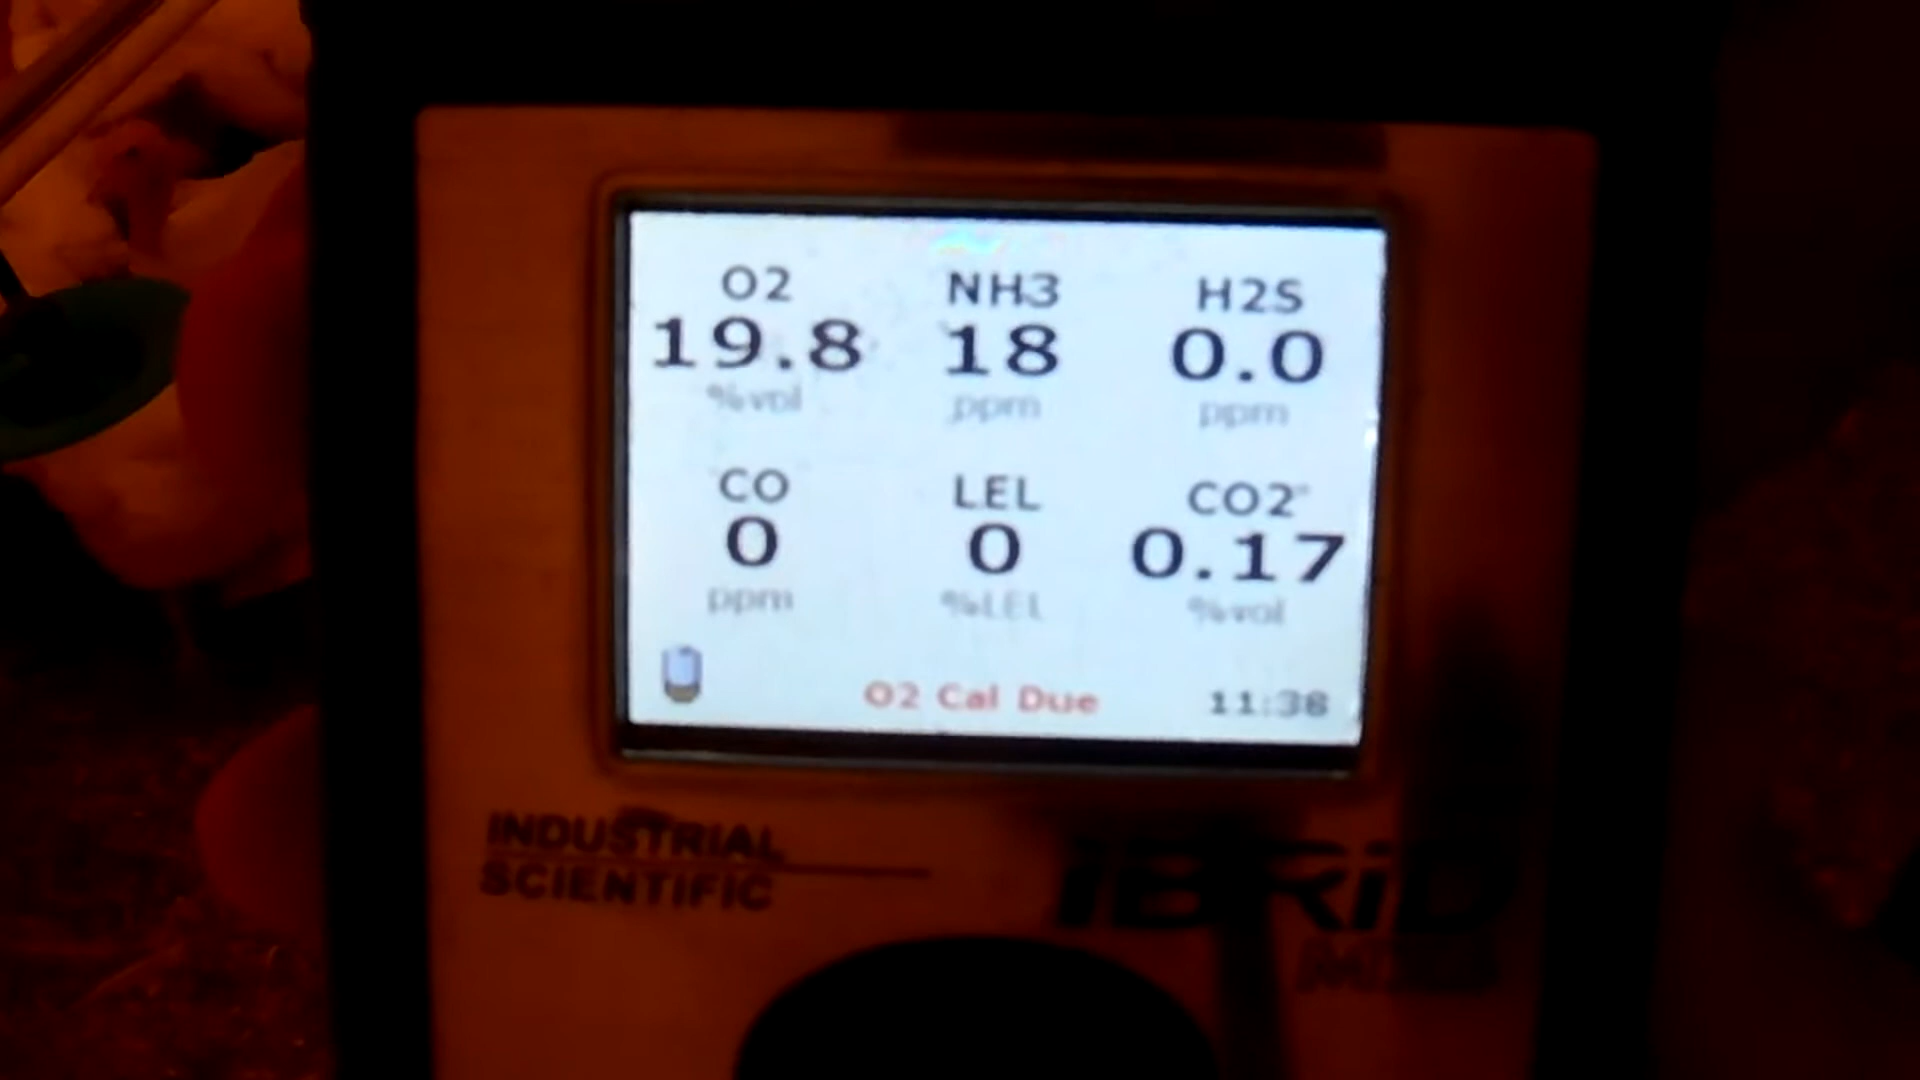 O2 NH3 H2S
19.8 18 0.0
%vol ppm ppm
CO LEL CO2
0 0 0.17
ppm %LEL %vol
O2 Cal Due 11:38
INDUSTRIAL
SCIENTIFIC
iBRiD